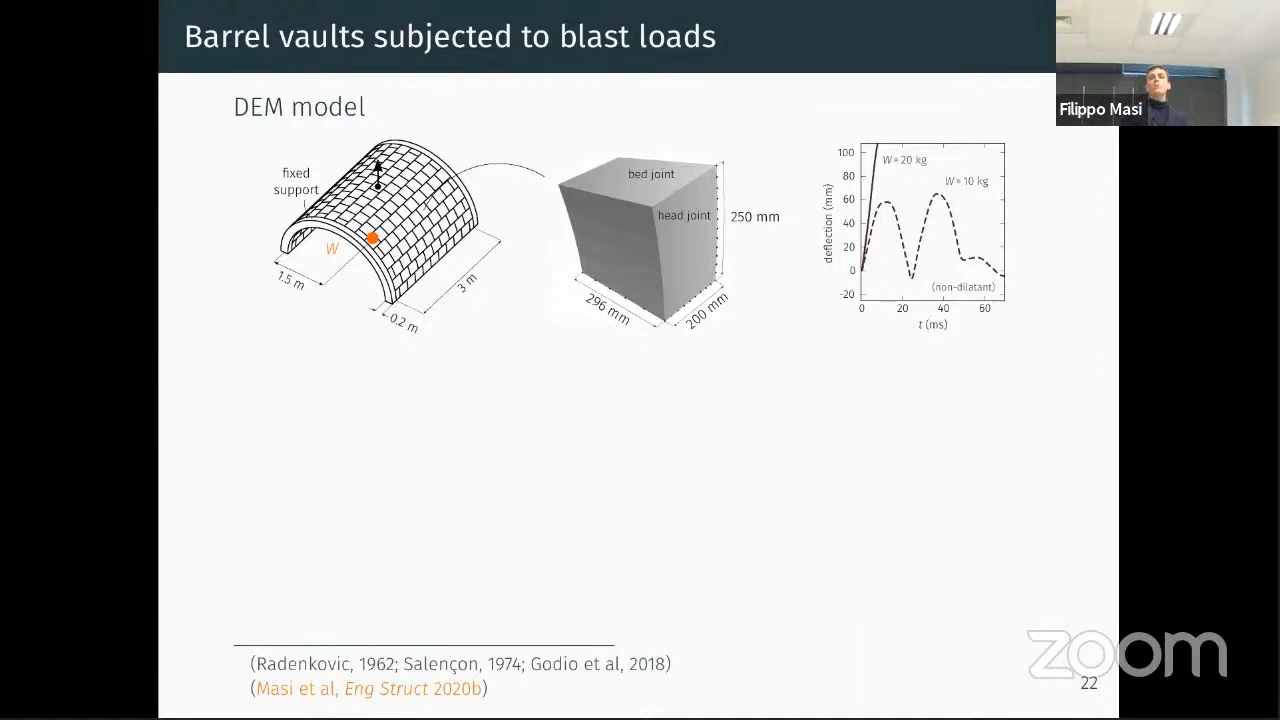 Barrel vaults subjected to blast loads
Filippo Masi
DEM model
fixed
support
W
1.5 m
0.2 m
3 m
bed joint
head joint
250 mm
296 mm
200 mm
deflection (mm)
100
80
60
40
20
0
-20
W = 20 kg
W = 10 kg
(non-dilatant)
0 20 40 60
t (ms)
(Radenkovic, 1962; Salençon, 1974; Godio et al, 2018)
(Masi et al, Eng Struct 2020b)
zoom
22